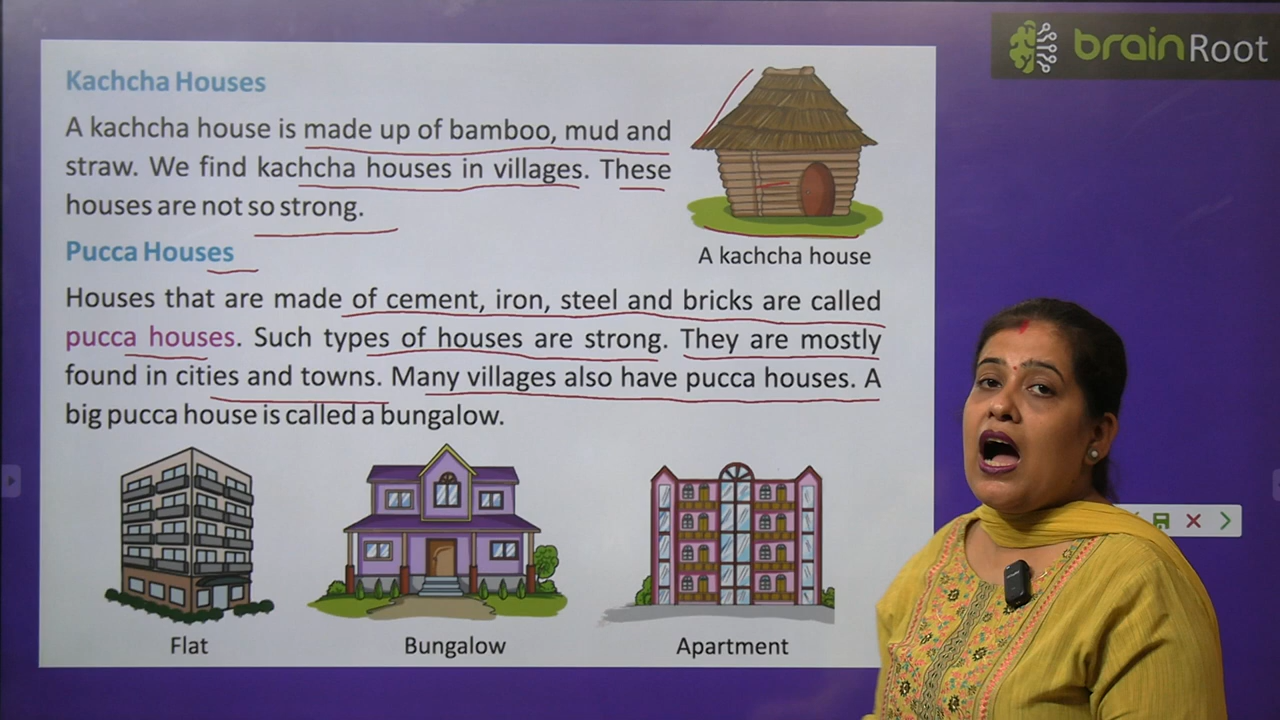 brainRoot
Kachcha Houses
A kachcha house is made up of bamboo, mud and
straw. We find kachcha houses in villages. These
houses are not so strong.
A kachcha house
Pucca Houses
Houses that are made of cement, iron, steel and bricks are called
pucca houses. Such types of houses are strong. They are mostly
found in cities and towns. Many villages also have pucca houses. A
big pucca house is called a bungalow.
Flat
Bungalow
Apartment